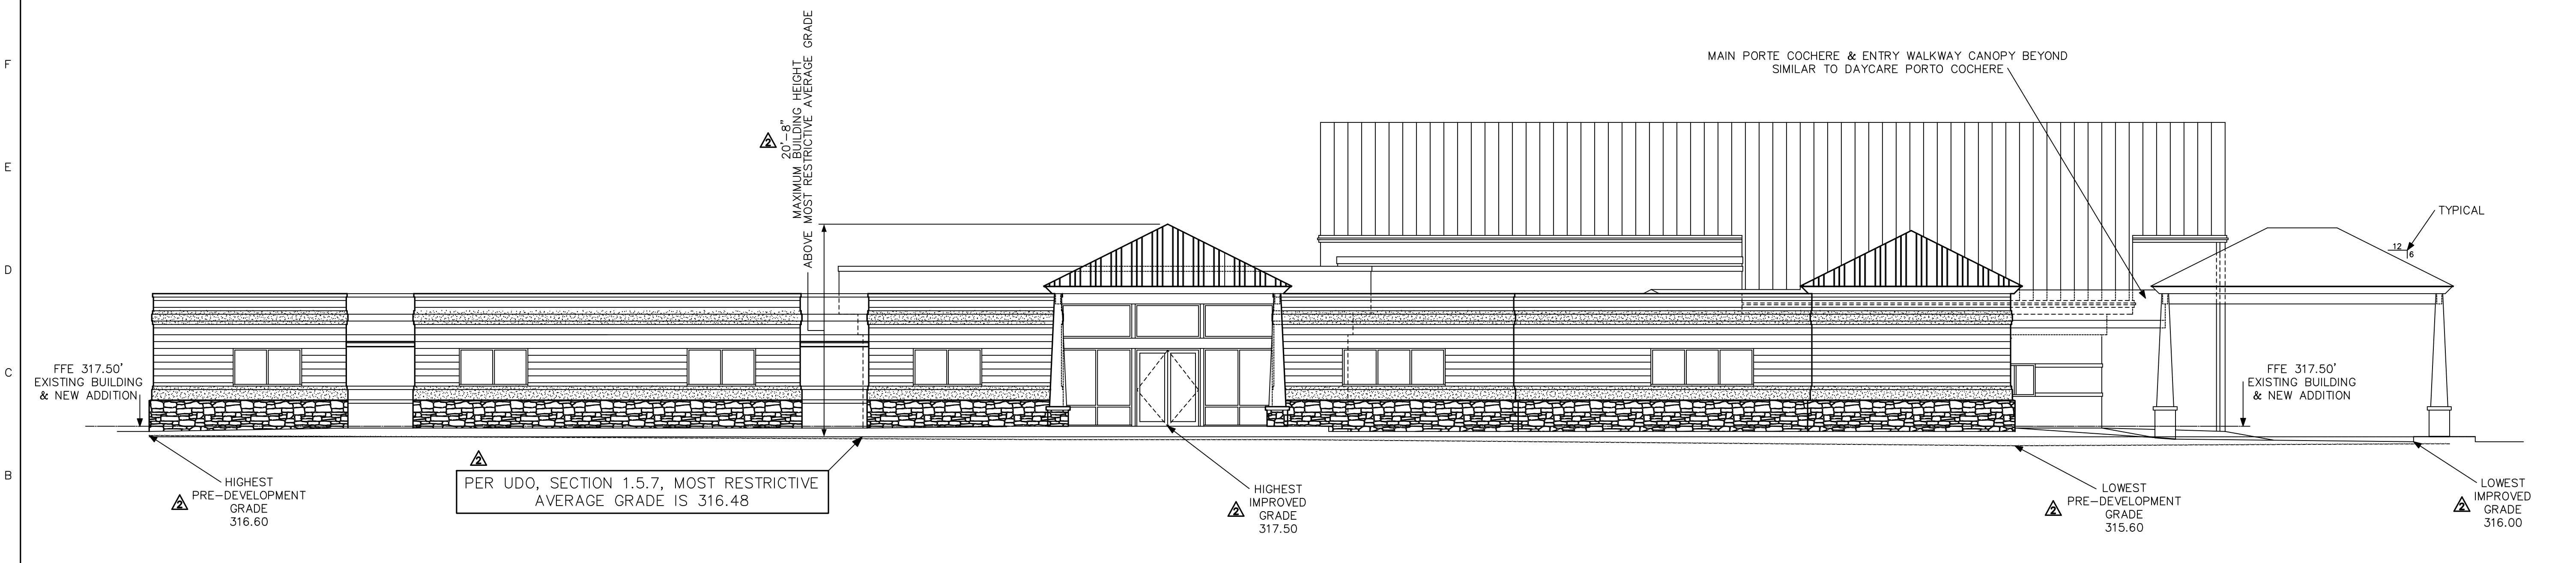 F
E
D
C
B
MAIN PORTE COCHERE & ENTRY WALKWAY CANOPY BEYOND
SIMILAR TO DAYCARE PORTO COCHERE
2
20'-8"
MAXIMUM BUILDING HEIGHT
ABOVE MOST RESTRICTIVE AVERAGE GRADE
TYPICAL
12
6
FFE 317.50'
EXISTING BUILDING
& NEW ADDITION
FFE 317.50'
EXISTING BUILDING
& NEW ADDITION
2
HIGHEST
PRE-DEVELOPMENT
GRADE
316.60
2
PER UDO, SECTION 1.5.7, MOST RESTRICTIVE
AVERAGE GRADE IS 316.48
2
HIGHEST
IMPROVED
GRADE
317.50
2
LOWEST
PRE-DEVELOPMENT
GRADE
315.60
2
LOWEST
IMPROVED
GRADE
316.00